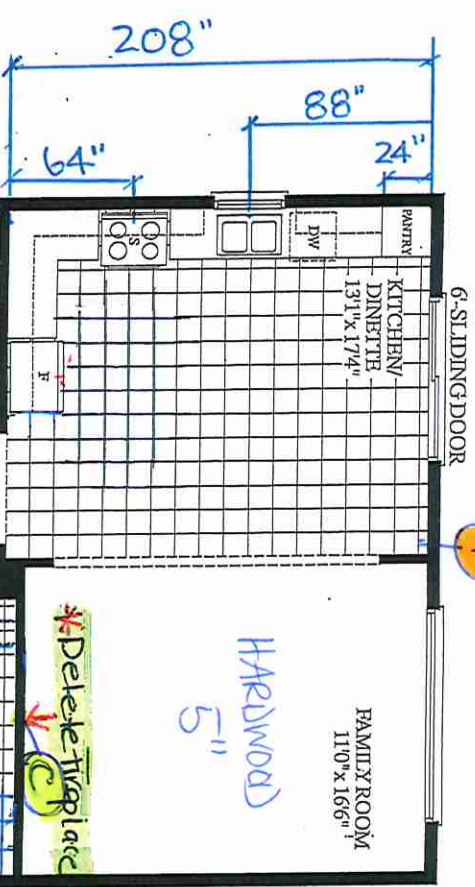 208"
88"
24"
64"
PANTRY
DW
S
F
KITCHEN/
DINETTE
13'1" x 17'4"
6'-SLIDING DOOR
FAMILY ROOM
11'0" x 16'6"
HARDWOOD
5"
*Delete fireplace
C